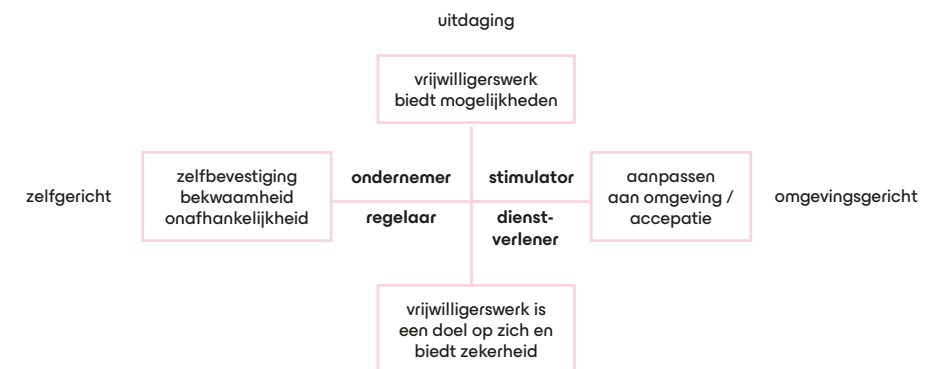 uitdaging
vrijwilligerswerk
biedt mogelijkheden
zelfgericht
zelfbevestiging
bekwaamheid
onafhankelijkheid
ondernemer
stimulator
regelaar
dienst-
verlener
aanpassen
aan omgeving /
accepatie
omgevingsgericht
vrijwilligerswerk is
een doel op zich en
biedt zekerheid